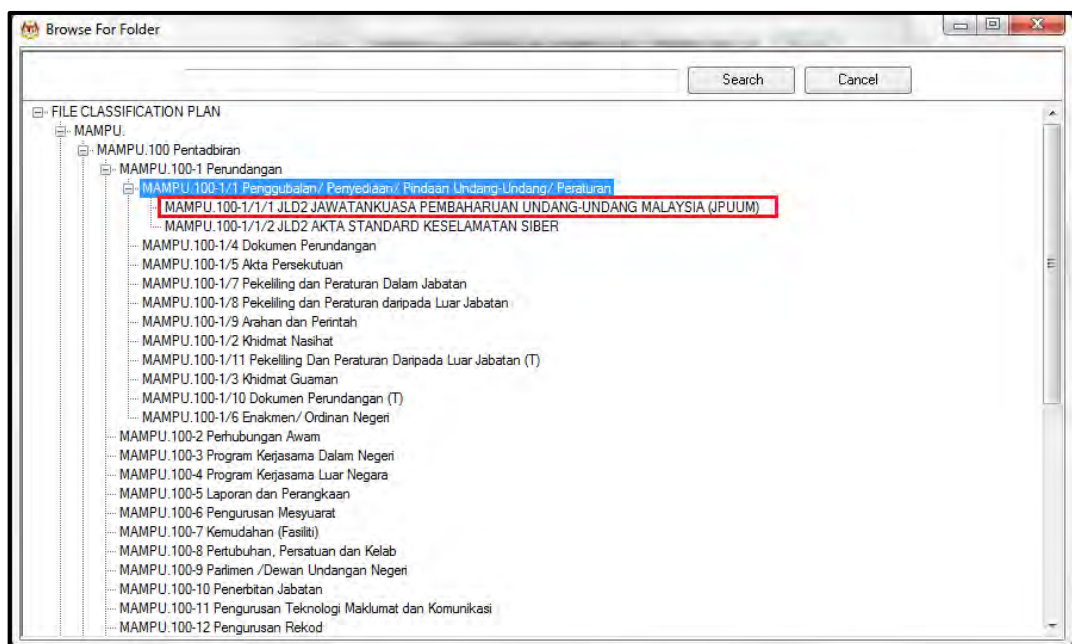 Browse For Folder
Search Cancel
FILE CLASSIFICATION PLAN
MAMPU.
MAMPU.100 Pentadbiran
MAMPU.100-1 Perundangan
MAMPU.100-1/1 Penggubalan/ Penyediaan/ Pindaan Undang-Undang/ Peraturan
MAMPU.100-1/1/1 JLD2 JAWATANKUASA PEMBAHARUAN UNDANG-UNDANG MALAYSIA (JPUUM)
MAMPU.100-1/1/2 JLD2 AKTA STANDARD KESELAMATAN SIBER
MAMPU.100-1/4 Dokumen Perundangan
MAMPU.100-1/5 Akta Persekutuan
MAMPU.100-1/7 Pekeliling dan Peraturan Dalam Jabatan
MAMPU.100-1/8 Pekeliling dan Peraturan daripada Luar Jabatan
MAMPU.100-1/9 Arahan dan Perintah
MAMPU.100-1/2 Khidmat Nasihat
MAMPU.100-1/11 Pekeliling Dan Peraturan Daripada Luar Jabatan (T)
MAMPU.100-1/3 Khidmat Guaman
MAMPU.100-1/10 Dokumen Perundangan (T)
MAMPU.100-1/6 Enakmen/ Ordinan Negeri
MAMPU.100-2 Perhubungan Awam
MAMPU.100-3 Program Kerjasama Dalam Negeri
MAMPU.100-4 Program Kerjasama Luar Negara
MAMPU.100-5 Laporan dan Perangkaan
MAMPU.100-6 Pengurusan Mesyuarat
MAMPU.100-7 Kemudahan (Fasiliti)
MAMPU.100-8 Pertubuhan, Persatuan dan Kelab
MAMPU.100-9 Parlimen /Dewan Undangan Negeri
MAMPU.100-10 Penerbitan Jabatan
MAMPU.100-11 Pengurusan Teknologi Maklumat dan Komunikasi
MAMPU.100-12 Pengurusan Rekod